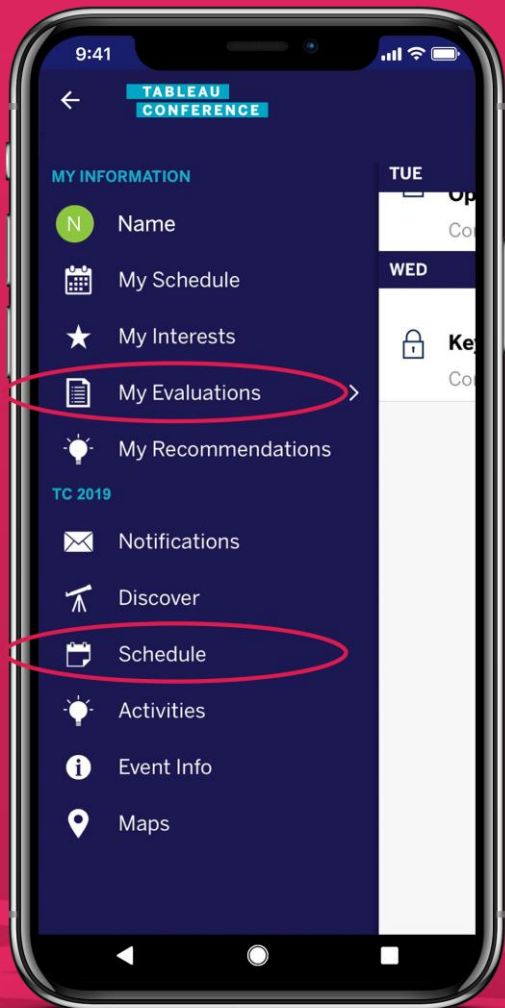 9:41
TABLEAU
CONFERENCE
MY INFORMATION
N
Name
My Schedule
My Interests
My Evaluations
My Recommendations
TC 2019
Notifications
Discover
Schedule
Activities
Event Info
Maps
TUE
WED